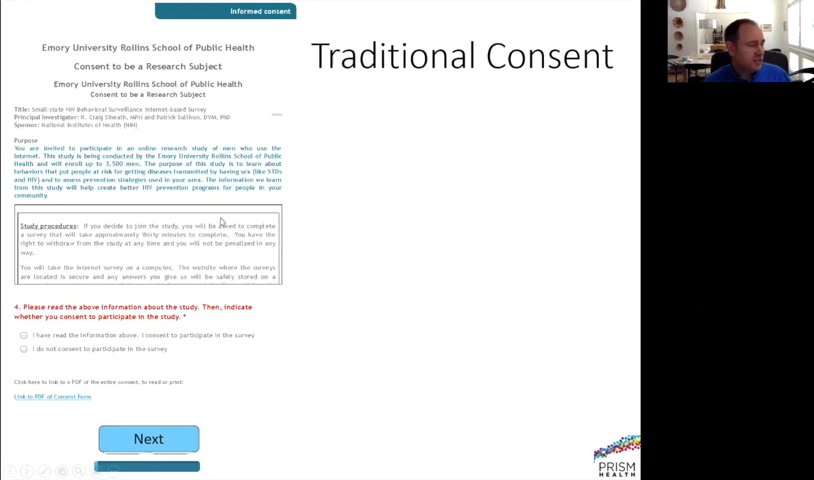 Informed consent
Traditional Consent
Emory University Rollins School of Public Health
Consent to be a Research Subject
Emory University Rollins School of Public Health
Consent to be a Research Subject
Title: Small-state HIV Behavioral Surveillance Internet-based Survey
Principal Investigator: R. Craig Sineath, MPH and Patrick Sullivan, DVM, PhD
Sponsor: National Institutes of Health (NIH)
Purpose
You are invited to participate in an online research study of men who use the
internet. This study is being conducted by the Emory University Rollins School of Public
Health and will enroll up to 3,500 men. The purpose of this study is to learn about
behaviors that put people at risk for getting diseases transmitted by having sex (like STDs
and HIV) and to assess prevention strategies used in your area. The information we learn
from this study will help create better HIV prevention programs for people in your
community.
Study procedures: If you decide to join the study, you will be asked to complete
a survey that will take approximately thirty minutes to complete. You have the
right to withdraw from the study at any time and you will not be penalized in any
way.
You will take the internet survey on a computer. The website where the surveys
are located is secure and any answers you give us will be safely stored on a
4. Please read the above information about the study. Then, indicate
whether you consent to participate in the study. *
I have read the information above. I consent to participate in the survey
I do not consent to participate in the survey
Click here to link to a PDF of the entire consent, to read or print:
Link to PDF of Consent Form
Next
PRISM
HEALTH